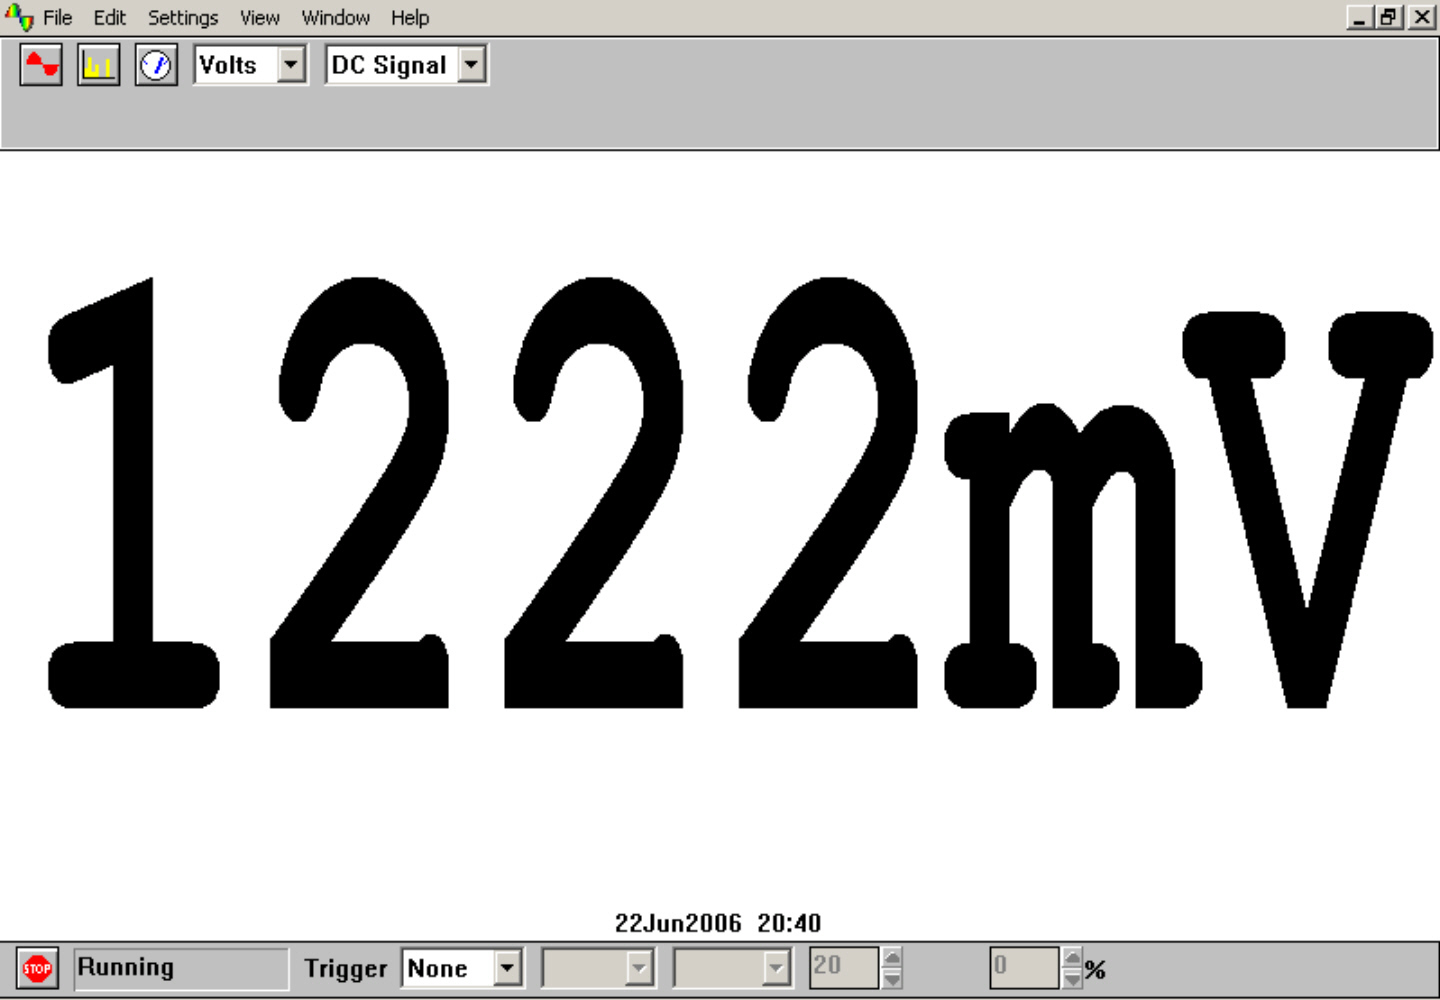 File Edit Settings View Window Help
Volts DC Signal
1222mV
22Jun2006 20:40
STOP Running Trigger None 20 0 %